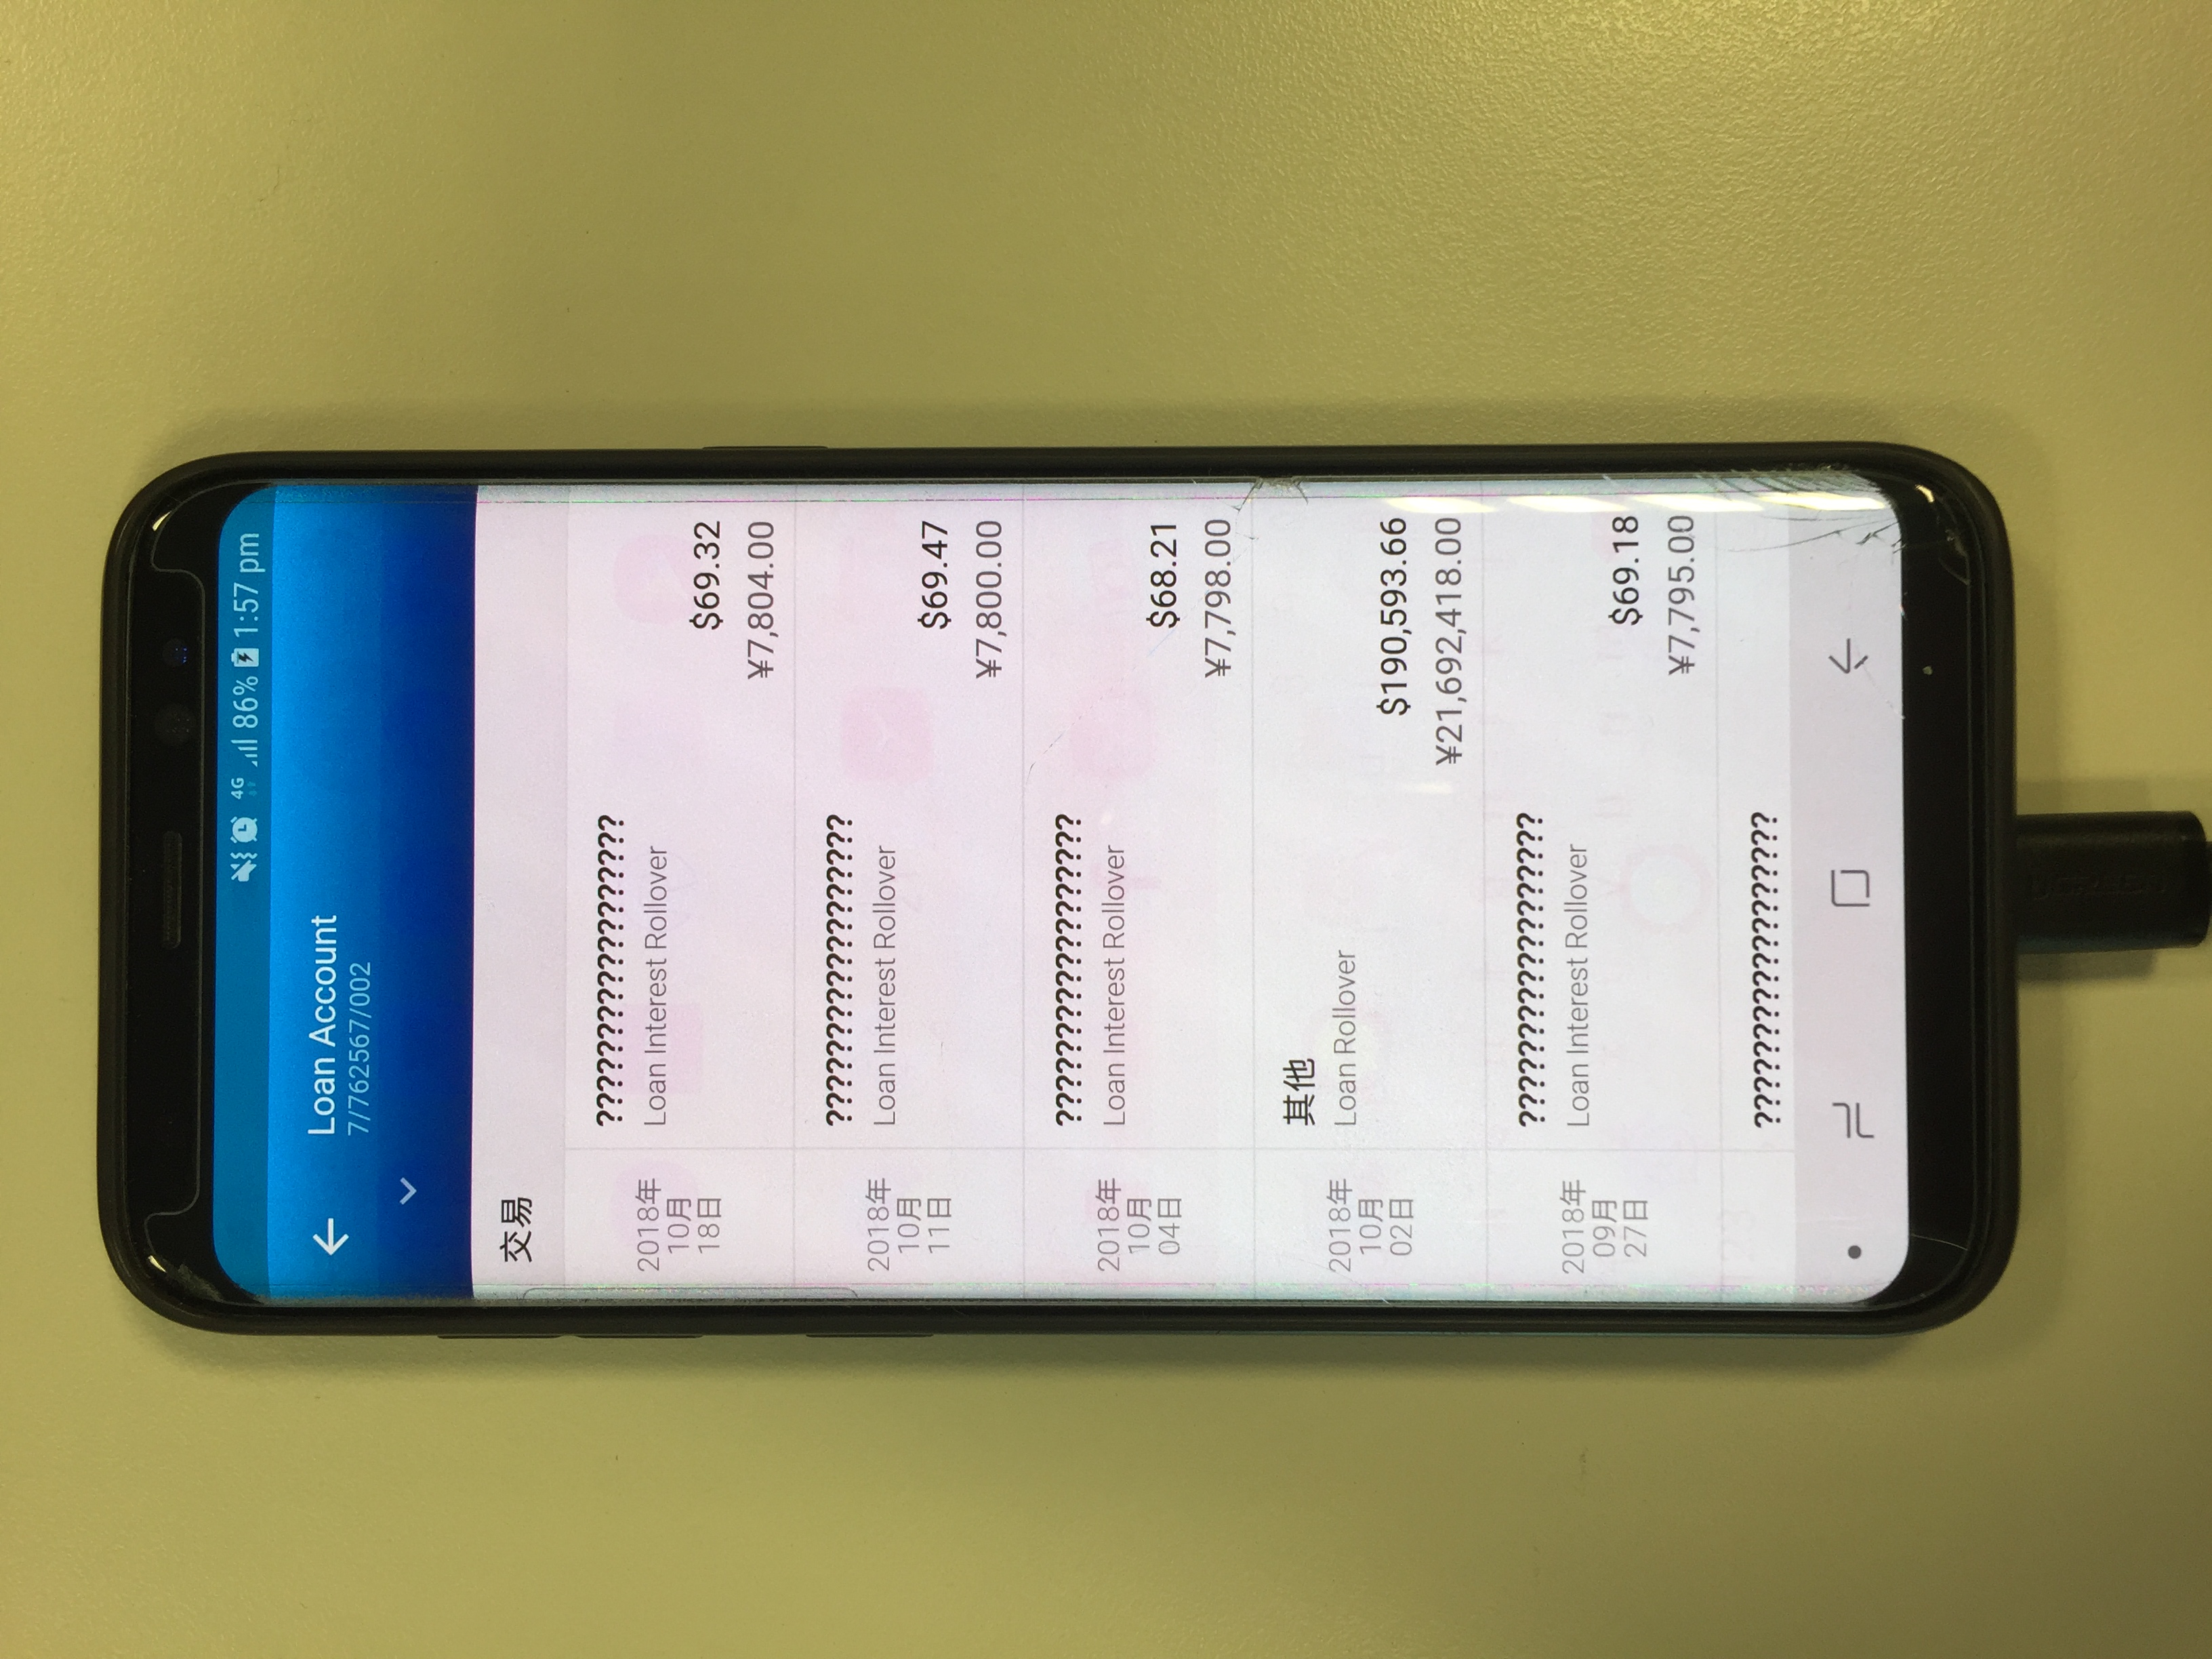 4G 86% 1:57 pm
Loan Account
7/762567/002
交易
2018年
10月
18日
??????????????????
Loan Interest Rollover
$69.32
¥7,804.00
2018年
10月
11日
??????????????????
Loan Interest Rollover
$69.47
¥7,800.00
2018年
10月
04日
??????????????????
Loan Interest Rollover
$68.21
¥7,798.00
2018年
10月
02日
其他
Loan Rollover
$190,593.66
¥21,692,418.00
2018年
09月
27日
??????????????????
Loan Interest Rollover
$69.18
¥7,795.00
??????????????????